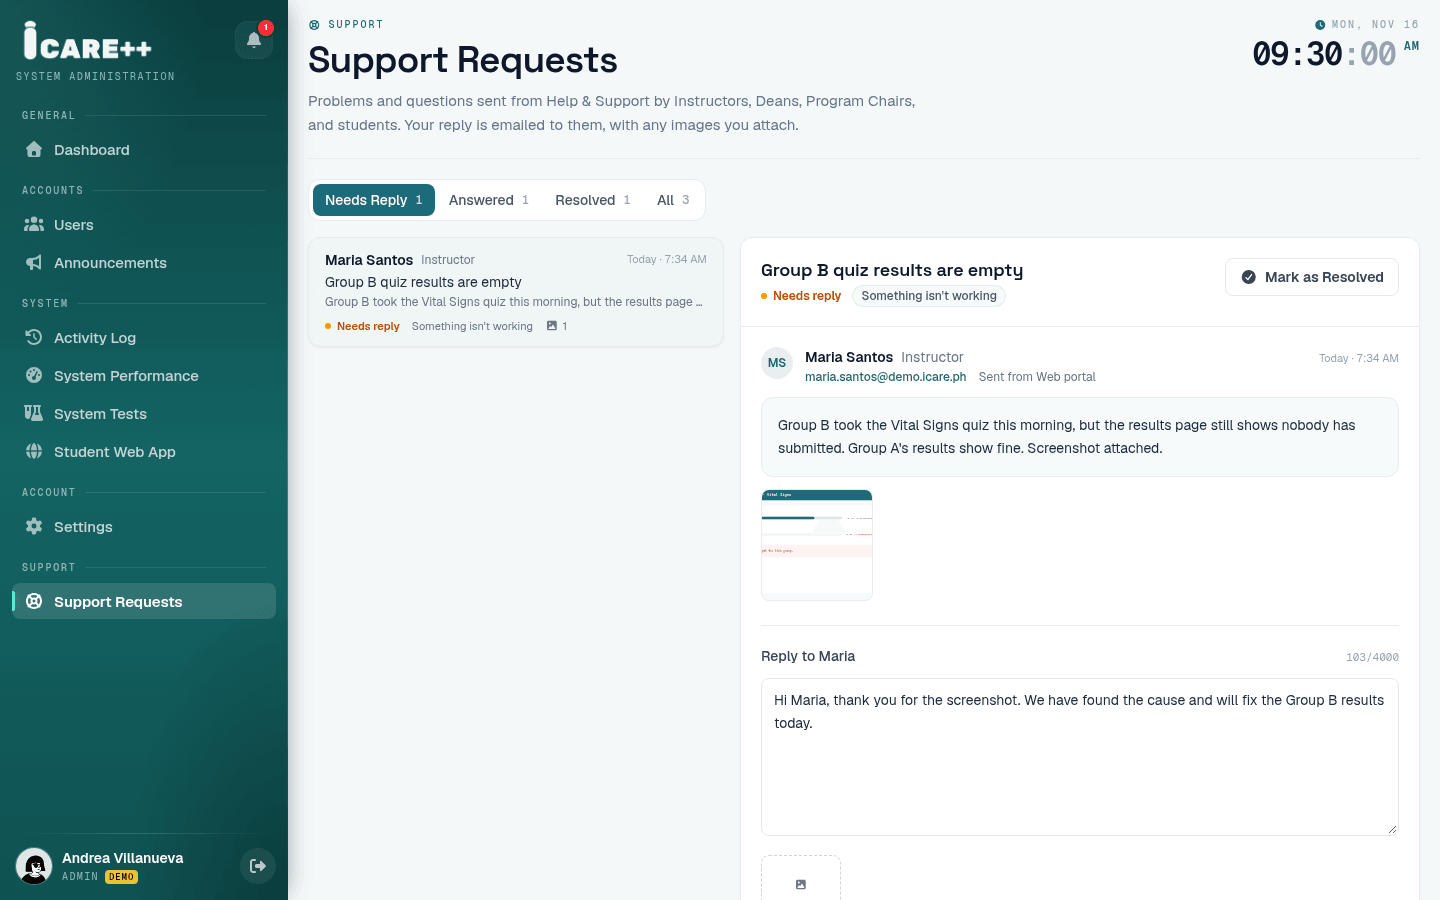 iCARE++
1
SYSTEM ADMINISTRATION
GENERAL
Dashboard
ACCOUNTS
Users
Announcements
SYSTEM
Activity Log
System Performance
System Tests
Student Web App
ACCOUNT
Settings
SUPPORT
Support Requests
Andrea Villanueva
ADMIN DEMO
SUPPORT
Support Requests
Problems and questions sent from Help & Support by Instructors, Deans, Program Chairs,
and students. Your reply is emailed to them, with any images you attach.
MON, NOV 16
09:30:00 AM
Needs Reply 1
Answered 1
Resolved 1
All 3
Maria Santos Instructor
Today · 7:34 AM
Group B quiz results are empty
Group B took the Vital Signs quiz this morning, but the results page ...
Needs reply Something isn't working 1
Group B quiz results are empty
Needs reply Something isn't working
Mark as Resolved
MS
Maria Santos Instructor
Today · 7:34 AM
maria.santos@demo.icare.ph Sent from Web portal
Group B took the Vital Signs quiz this morning, but the results page still shows nobody has
submitted. Group A's results show fine. Screenshot attached.
Vital Signs
Reply to Maria
103/4000
Hi Maria, thank you for the screenshot. We have found the cause and will fix the Group B results
today.